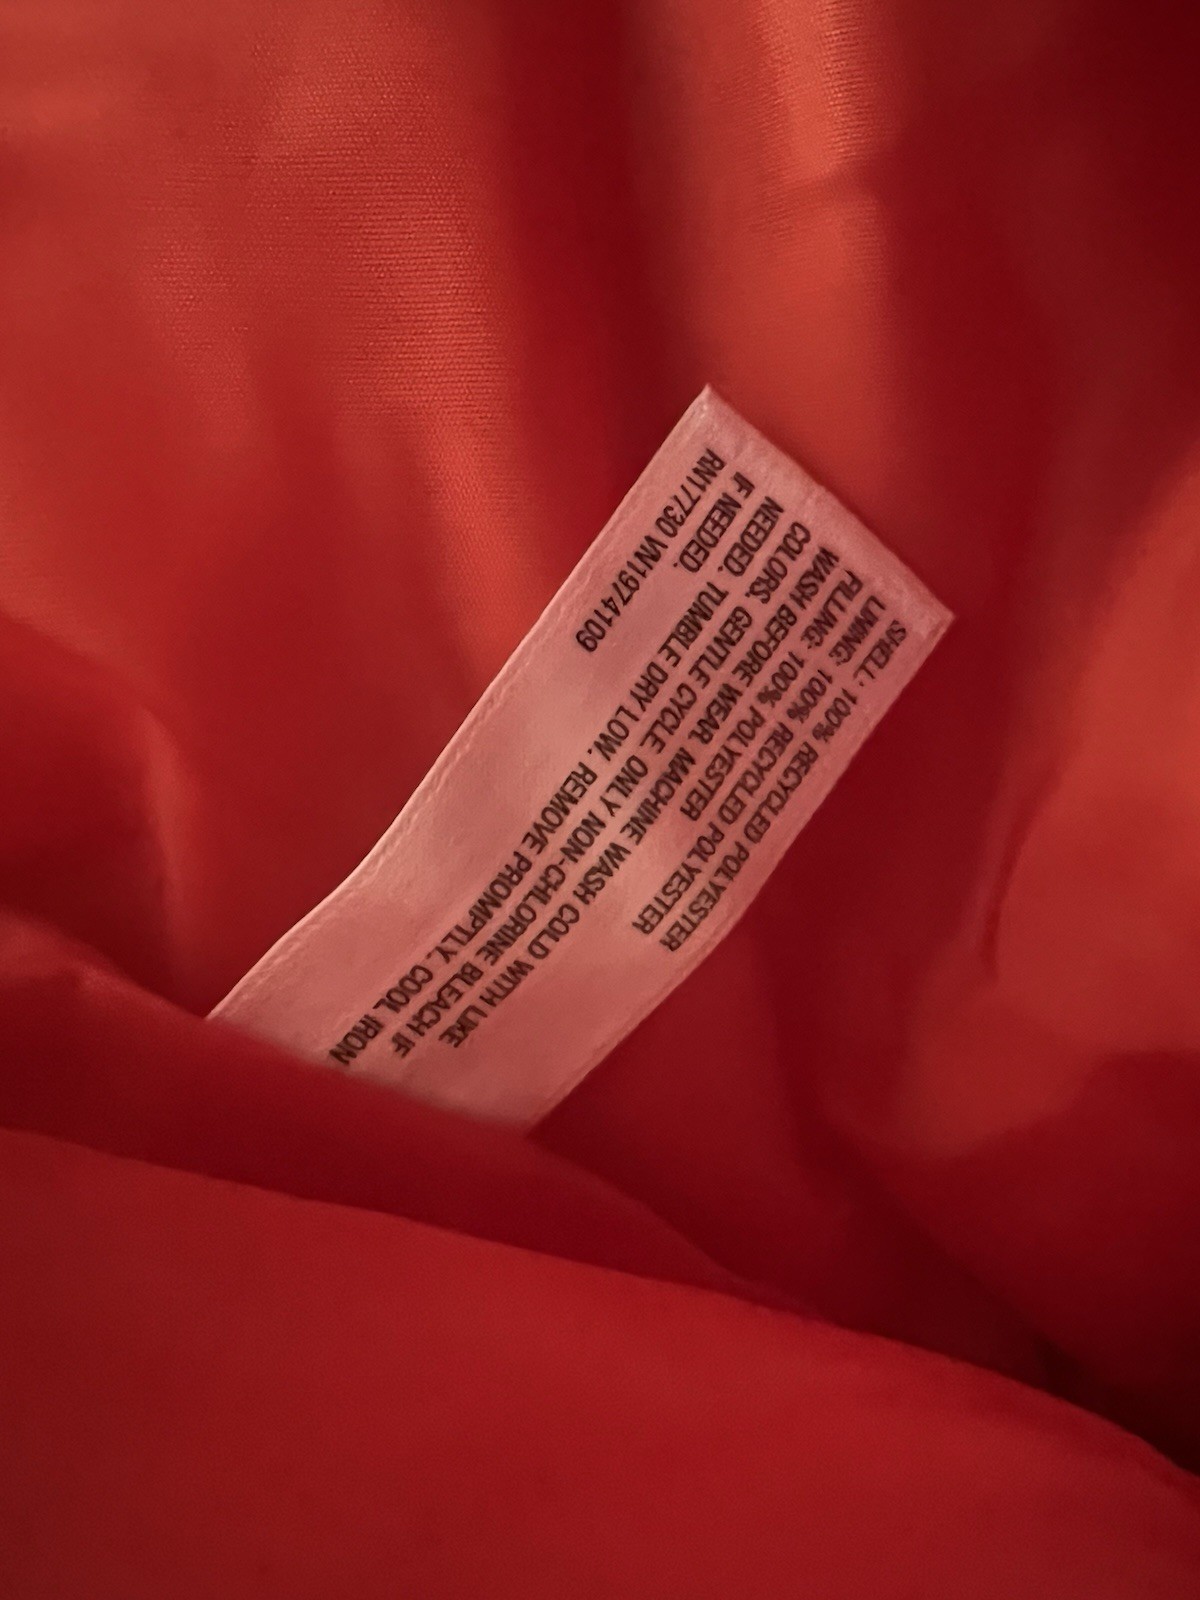 SHELL: 100% RECYCLED POLYESTER
LINING: 100% RECYCLED POLYESTER
FILLING: 100% POLYESTER
WASH BEFORE WEAR. MACHINE WASH COLD WITH LIKE
COLORS. GENTLE CYCLE. ONLY NON-CHLORINE BLEACH IF
NEEDED. TUMBLE DRY LOW. REMOVE PROMPTLY. COOL IRON
IF NEEDED.
RN17730 VN1974109